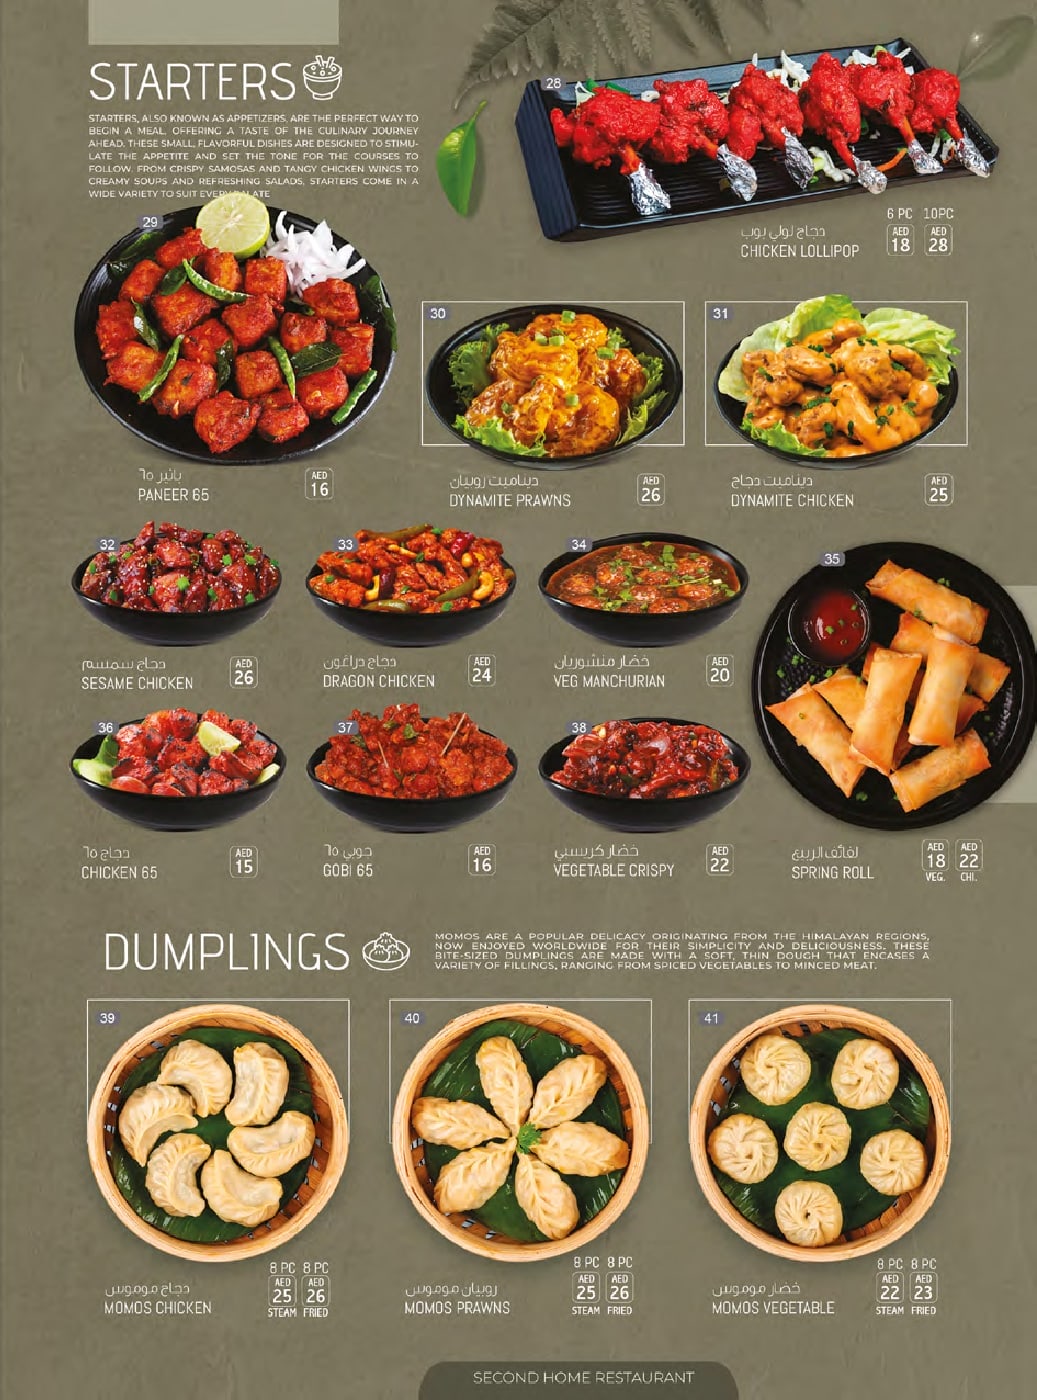 STARTERS
STARTERS, ALSO KNOWN AS APPETIZERS, ARE THE PERFECT WAY TO
BEGIN A MEAL, OFFERING A TASTE OF THE CULINARY JOURNEY
AHEAD. THESE SMALL, FLAVORFUL DISHES ARE DESIGNED TO STIMU-
LATE THE APPETITE AND SET THE TONE FOR THE COURSES TO
FOLLOW. FROM CRISPY SAMOSAS AND TANGY CHICKEN WINGS TO
CREAMY SOUPS AND REFRESHING SALADS, STARTERS COME IN A
WIDE VARIETY TO SUIT EVERY
28
دجاج لولي بوب
CHICKEN LOLLIPOP
6 PC 10PC
AED 18 AED 28
29
بانير ٦٥
PANEER 65
AED 16
30
ديناميت روبيان
DYNAMITE PRAWNS
AED 26
31
ديناميت دجاج
DYNAMITE CHICKEN
AED 25
32
دجاج سمسم
SESAME CHICKEN
AED 26
33
دجاج دراغون
DRAGON CHICKEN
AED 24
34
خضار منشوريان
VEG MANCHURIAN
AED 20
35
لفائف الربيع
SPRING ROLL
AED 18 AED 22
VEG. CHI.
36
دجاج ٦٥
CHICKEN 65
AED 15
37
جوبي ٦٥
GOBI 65
AED 16
38
خضار كريسبي
VEGETABLE CRISPY
AED 22
DUMPLINGS
MOMOS ARE A POPULAR DELICACY ORIGINATING FROM THE HIMALAYAN REGIONS,
NOW ENJOYED WORLDWIDE FOR THEIR SIMPLICITY AND DELICIOUSNESS. THESE
BITE-SIZED DUMPLINGS ARE MADE WITH A SOFT, THIN DOUGH THAT ENCASES A
VARIETY OF FILLINGS, RANGING FROM SPICED VEGETABLES TO MINCED MEAT.
39
دجاج موموس
MOMOS CHICKEN
8 PC 8 PC
AED 25 AED 26
STEAM FRIED
40
روبيان موموس
MOMOS PRAWNS
8 PC 8 PC
AED 25 AED 26
STEAM FRIED
41
خضار موموس
MOMOS VEGETABLE
8 PC 8 PC
AED 22 AED 23
STEAM FRIED
SECOND HOME RESTAURANT